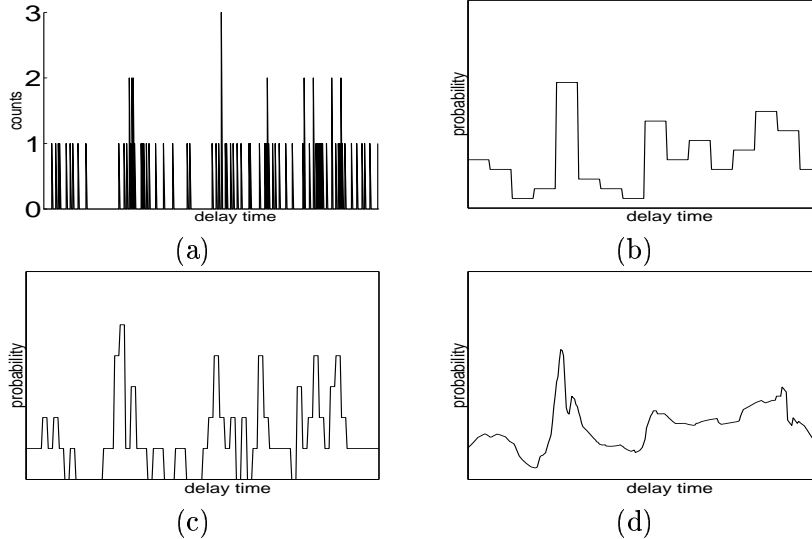 3
2
1
0
counts
delay time
(a)
probability
delay time
(b)
probability
delay time
(c)
probability
delay time
(d)